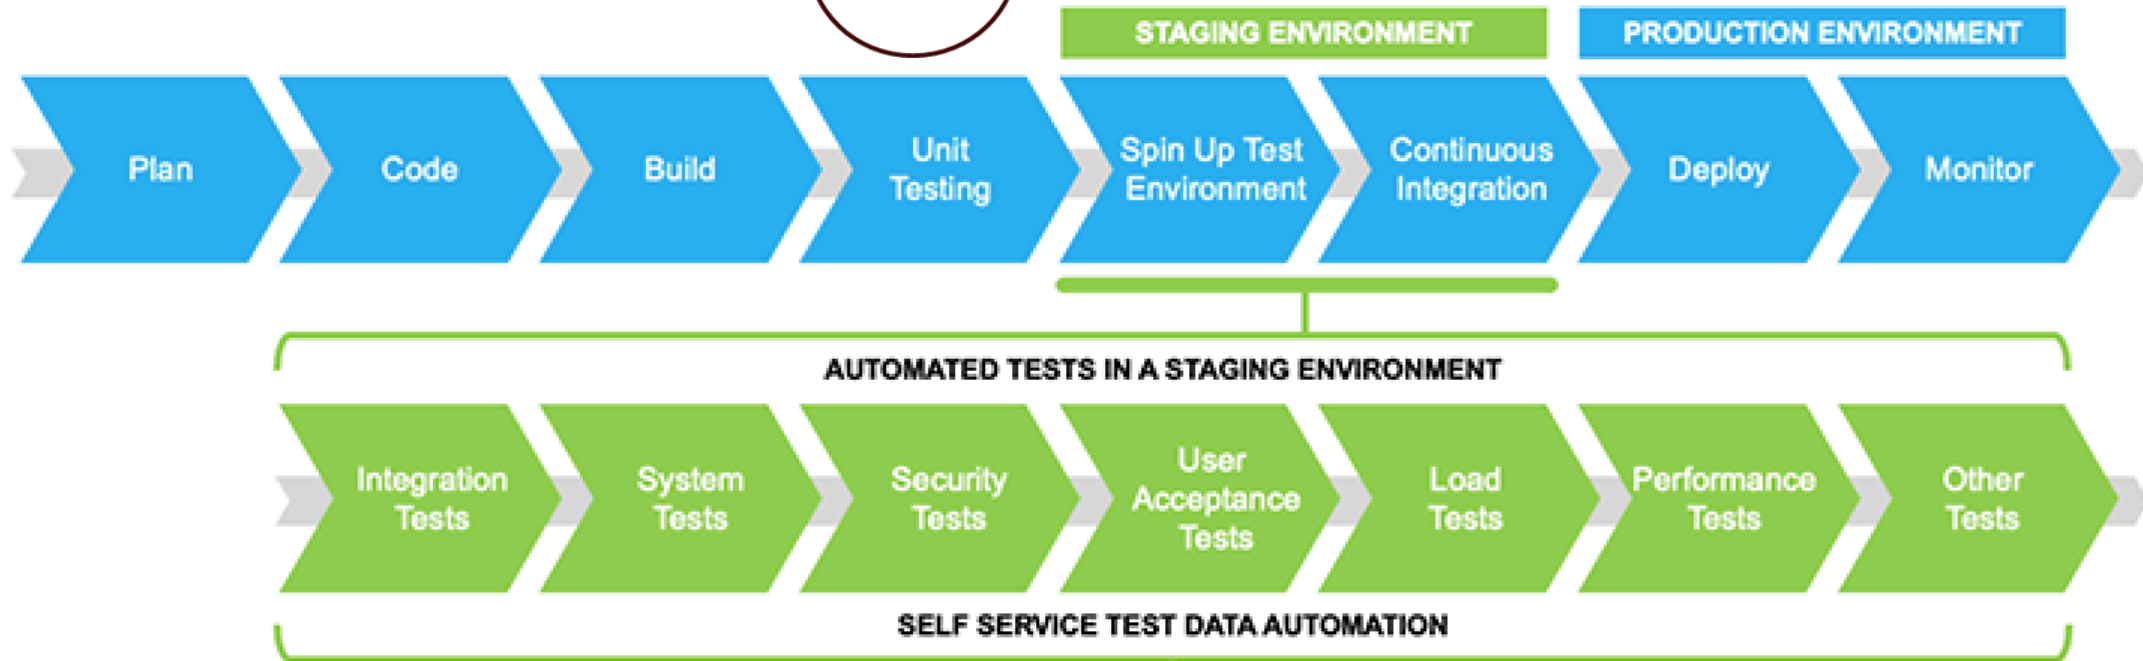 STAGING ENVIRONMENT
PRODUCTION ENVIRONMENT
Plan
Code
Build
Unit
Testing
Spin Up Test
Environment
Continuous
Integration
Deploy
Monitor
AUTOMATED TESTS IN A STAGING ENVIRONMENT
Integration
Tests
System
Tests
Security
Tests
User
Acceptance
Tests
Load
Tests
Performance
Tests
Other
Tests
SELF SERVICE TEST DATA AUTOMATION